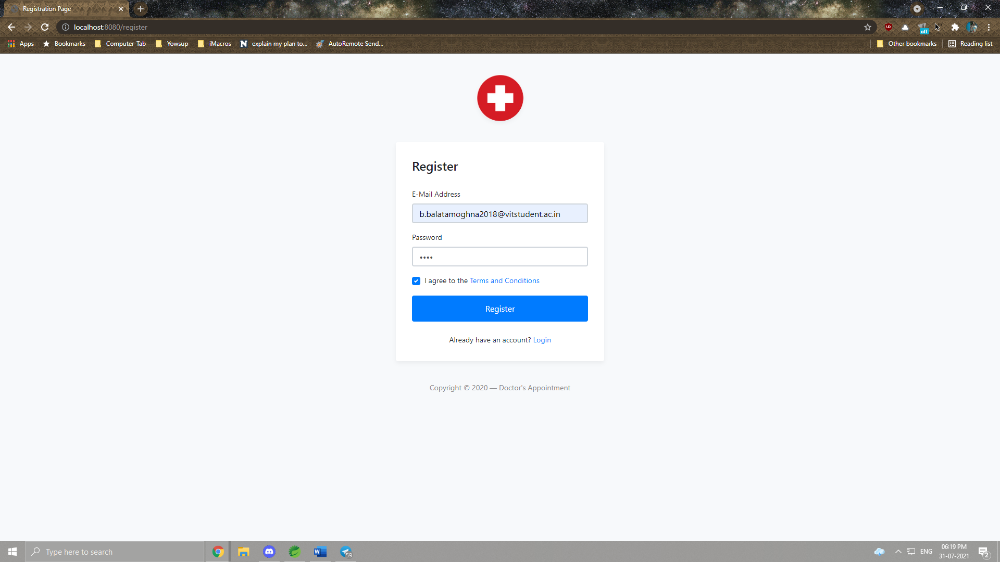 Registration Page
localhost:8080/register
off
Apps
Bookmarks
Computer-Tab
Yowsup
iMacros
N
explain my plan to...
AutoRemote Send...
Other bookmarks
Reading list
Register
E-Mail Address
b.balatamoghna2018@vitstudent.ac.in
Password
••••
I agree to the Terms and Conditions
Register
Already have an account? Login
Copyright © 2020 — Doctor's Appointment
Type here to search
W
59
ENG
06:19 PM
31-07-2021
2